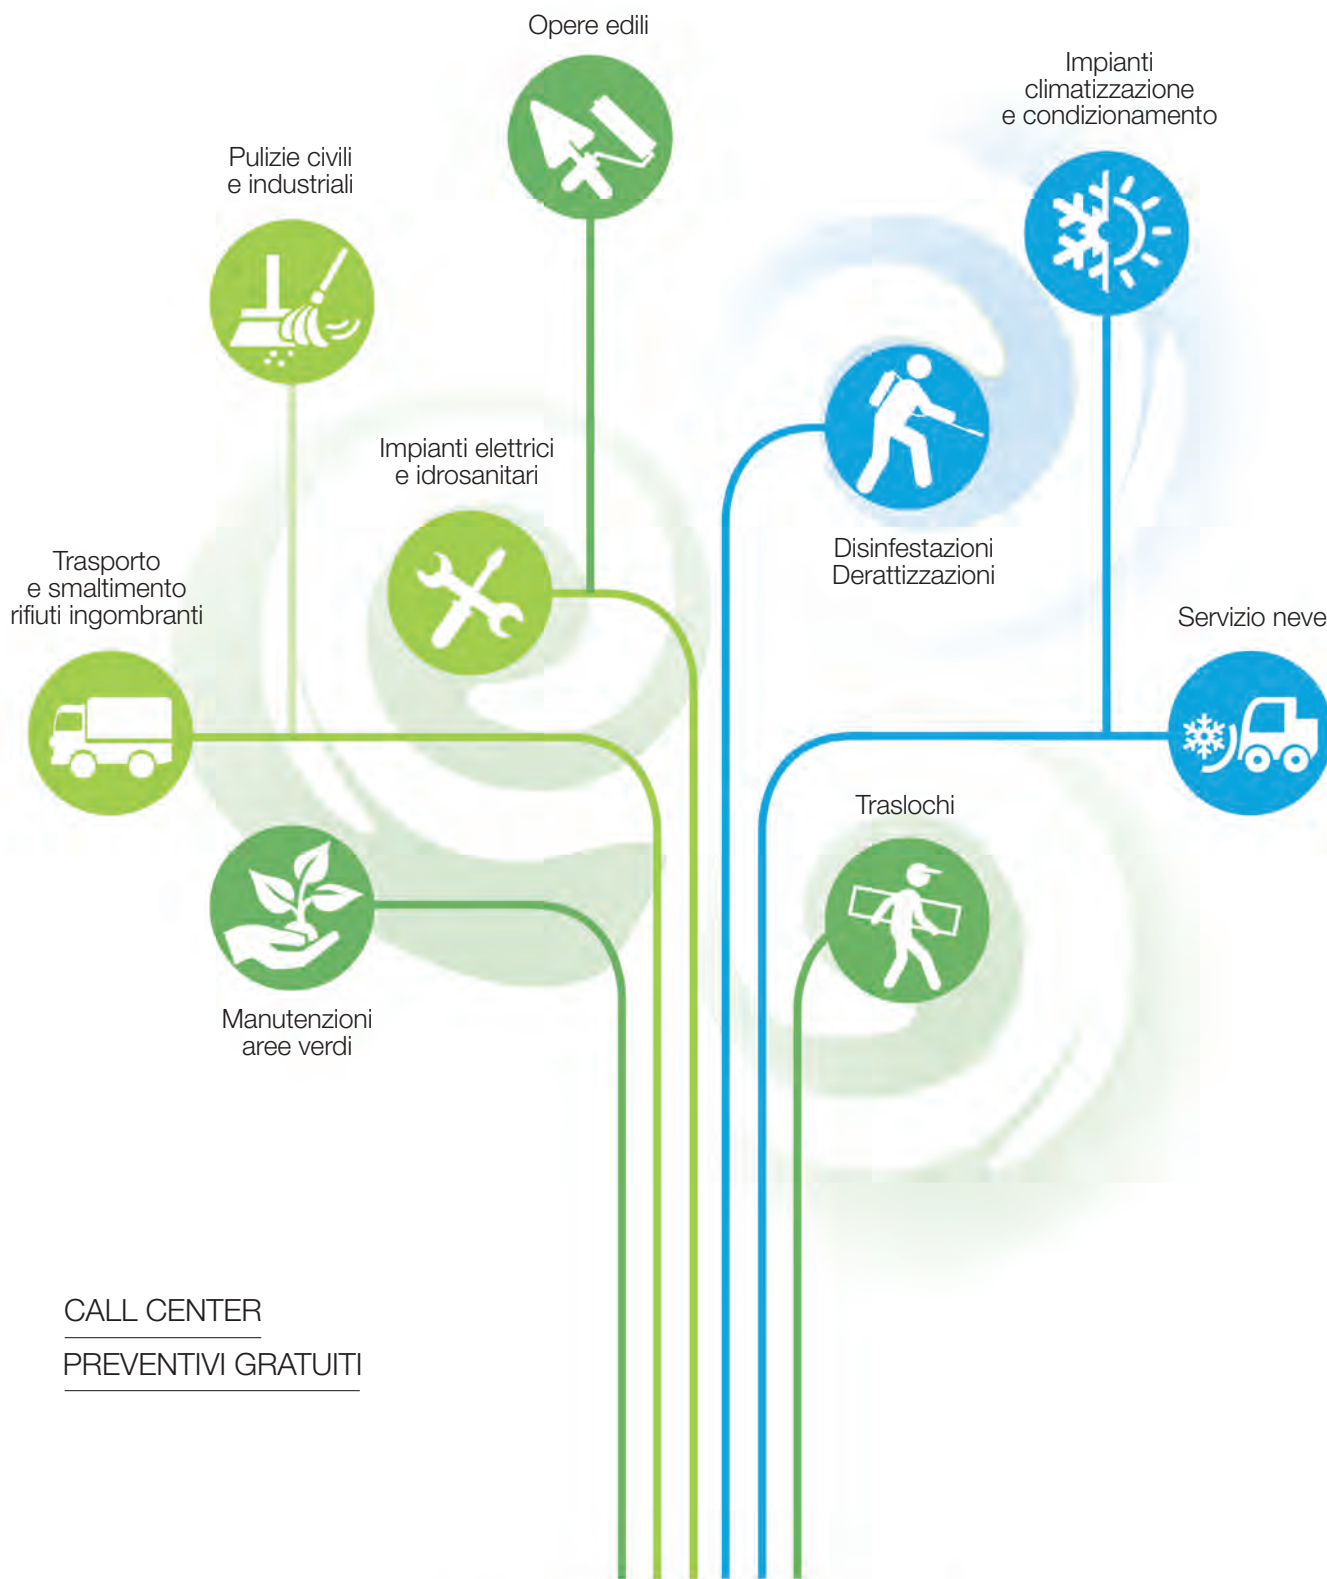 Opere edili
Impianti
climatizzazione
e condizionamento
Pulizie civili
e industriali
Impianti elettrici
e idrosanitari
Disinfestazioni
Derattizzazioni
Trasporto
e smaltimento
rifiuti ingombranti
Servizio neve
Traslochi
Manutenzioni
aree verdi
CALL CENTER
PREVENTIVI GRATUITI